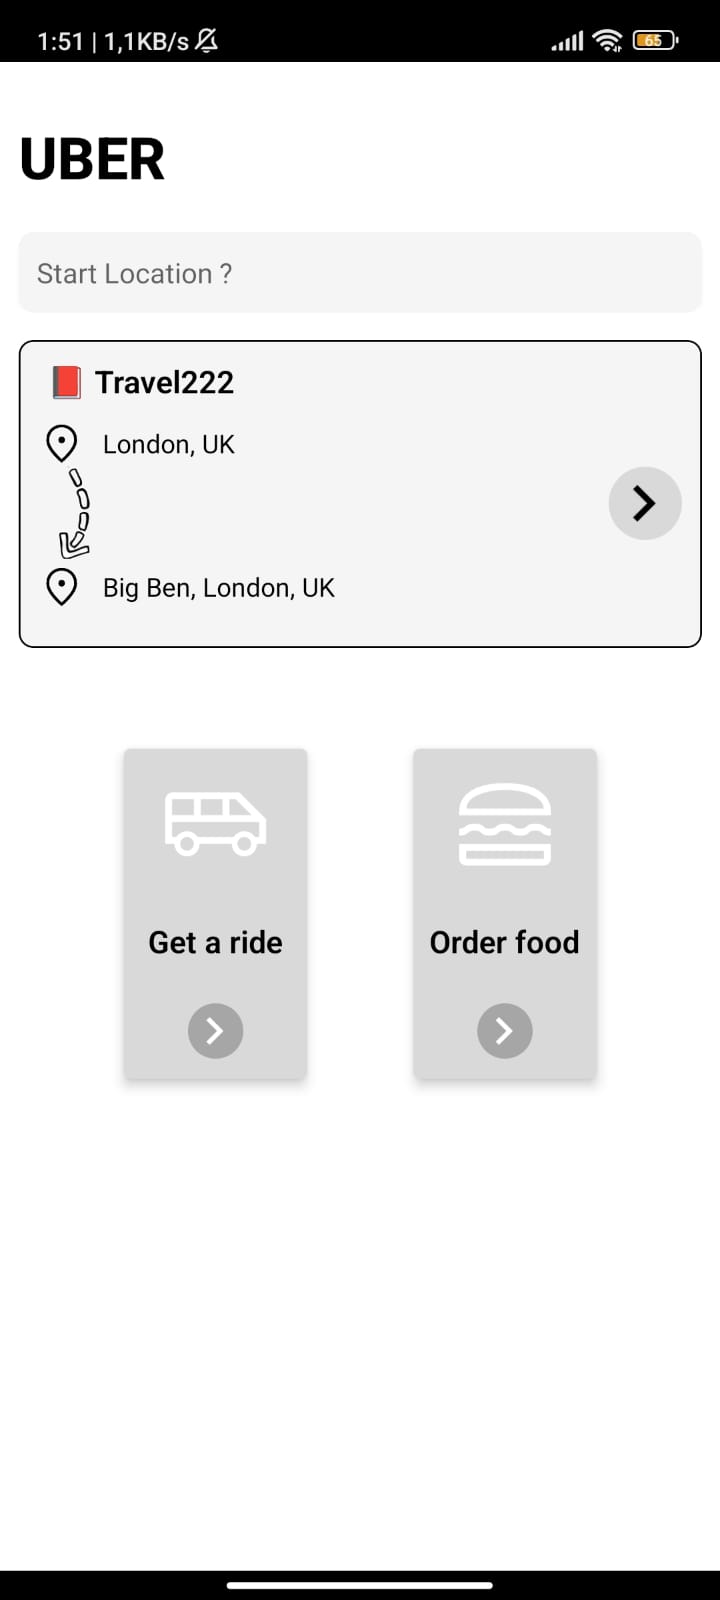 1:51 | 1,1KB/s
65
UBER
Start Location ?
Travel222
London, UK
Big Ben, London, UK
Get a ride
Order food